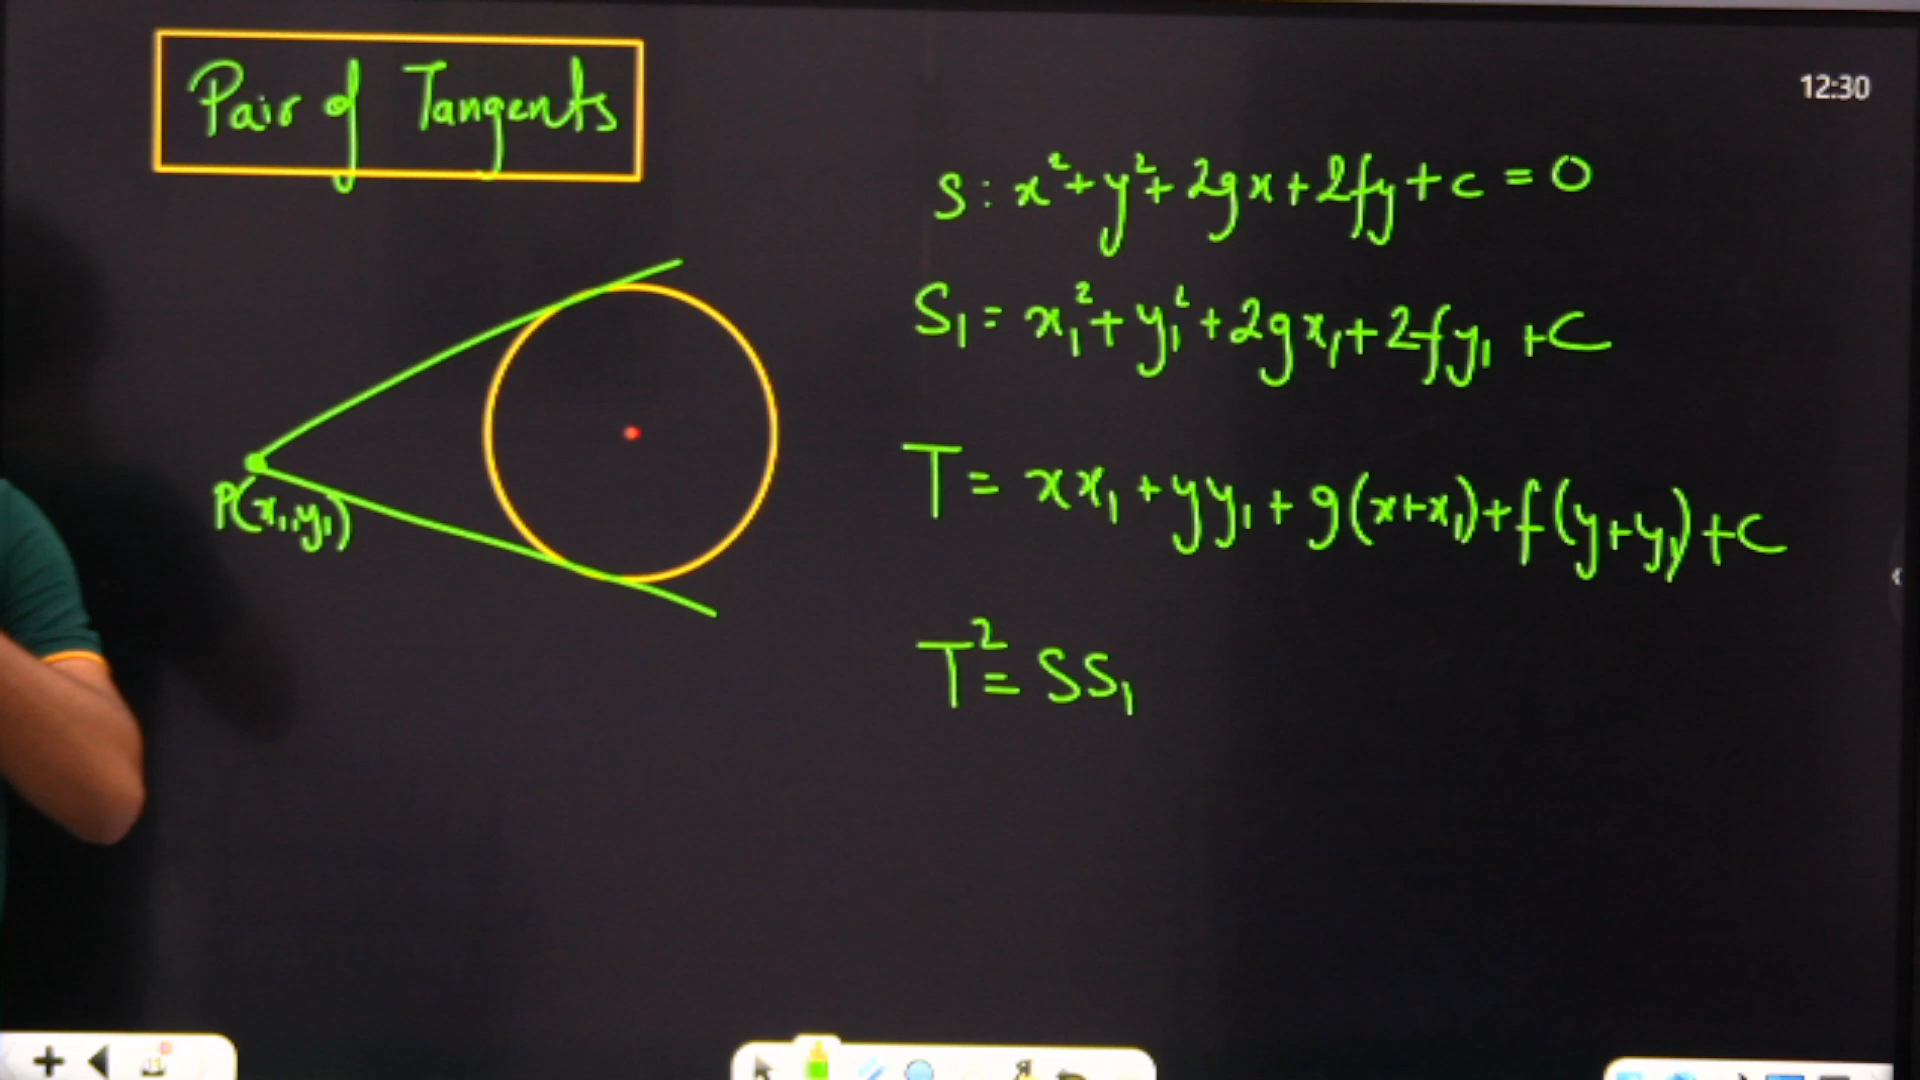 Pair of Tangents
12:30
S: x²+y²+2gx+2fy+c=0
S₁= x₁²+y₁²+2gx₁+2fy₁+C
T= xx₁+yy₁+g(x+x₁)+f(y+y₁)+C
P(x₁,y₁)
T²=SS₁